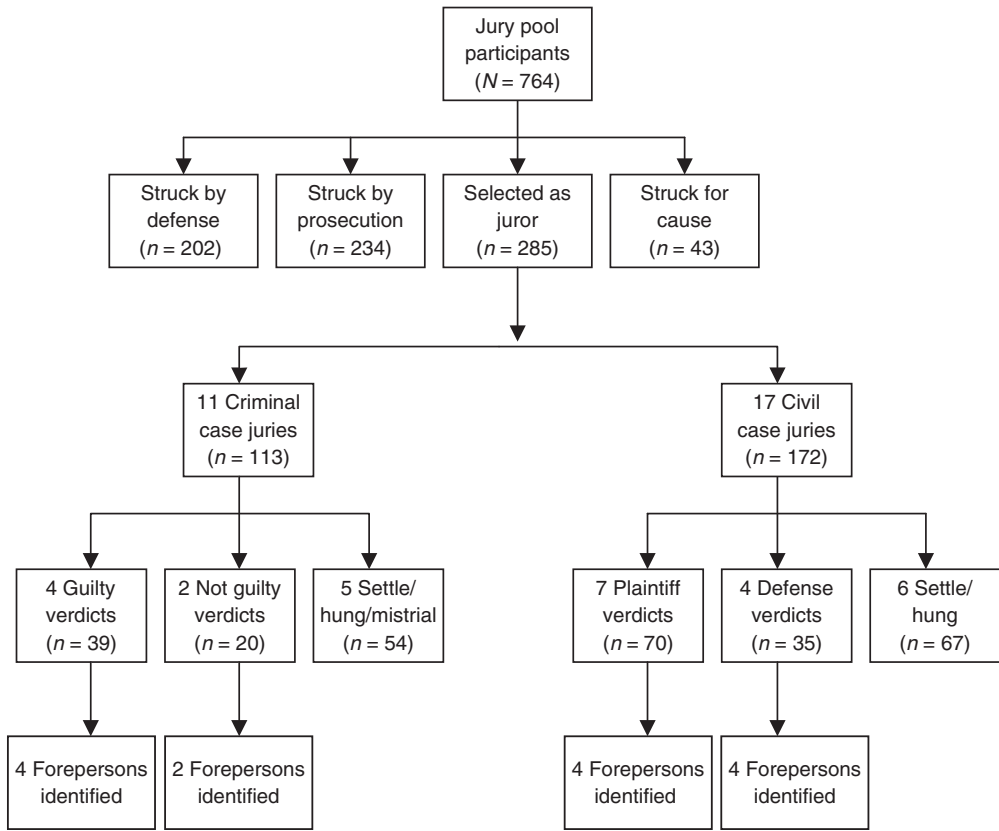 Jury pool
participants
(N = 764)
Struck by
defense
(n = 202)
Struck by
prosecution
(n = 234)
Selected as
juror
(n = 285)
Struck for
cause
(n = 43)
11 Criminal
case juries
(n = 113)
17 Civil
case juries
(n = 172)
4 Guilty
verdicts
(n = 39)
2 Not guilty
verdicts
(n = 20)
5 Settle/
hung/mistrial
(n = 54)
7 Plaintiff
verdicts
(n = 70)
4 Defense
verdicts
(n = 35)
6 Settle/
hung
(n = 67)
4 Forepersons
identified
2 Forepersons
identified
4 Forepersons
identified
4 Forepersons
identified